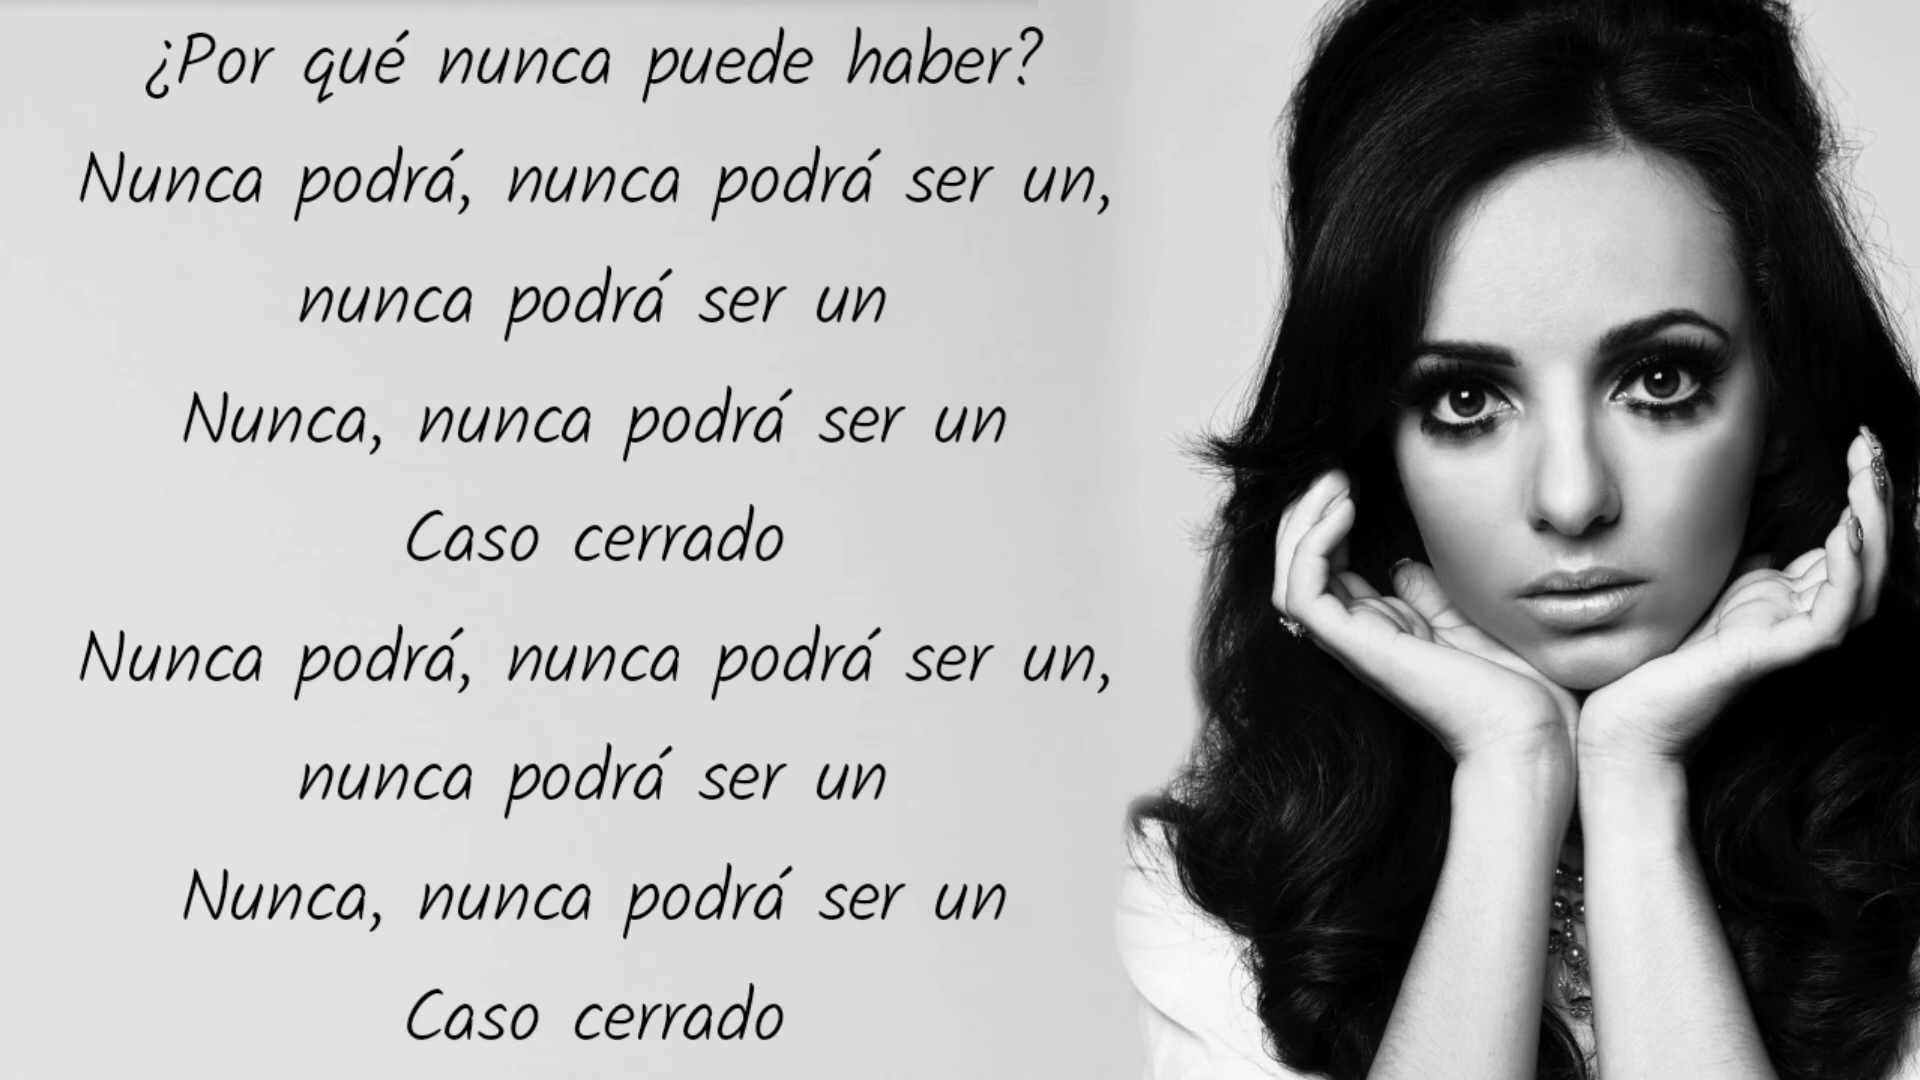 ¿Por qué nunca puede haber?
Nunca podrá, nunca podrá ser un,
nunca podrá ser un
Nunca, nunca podrá ser un
Caso cerrado
Nunca podrá, nunca podrá ser un,
nunca podrá ser un
Nunca, nunca podrá ser un
Caso cerrado